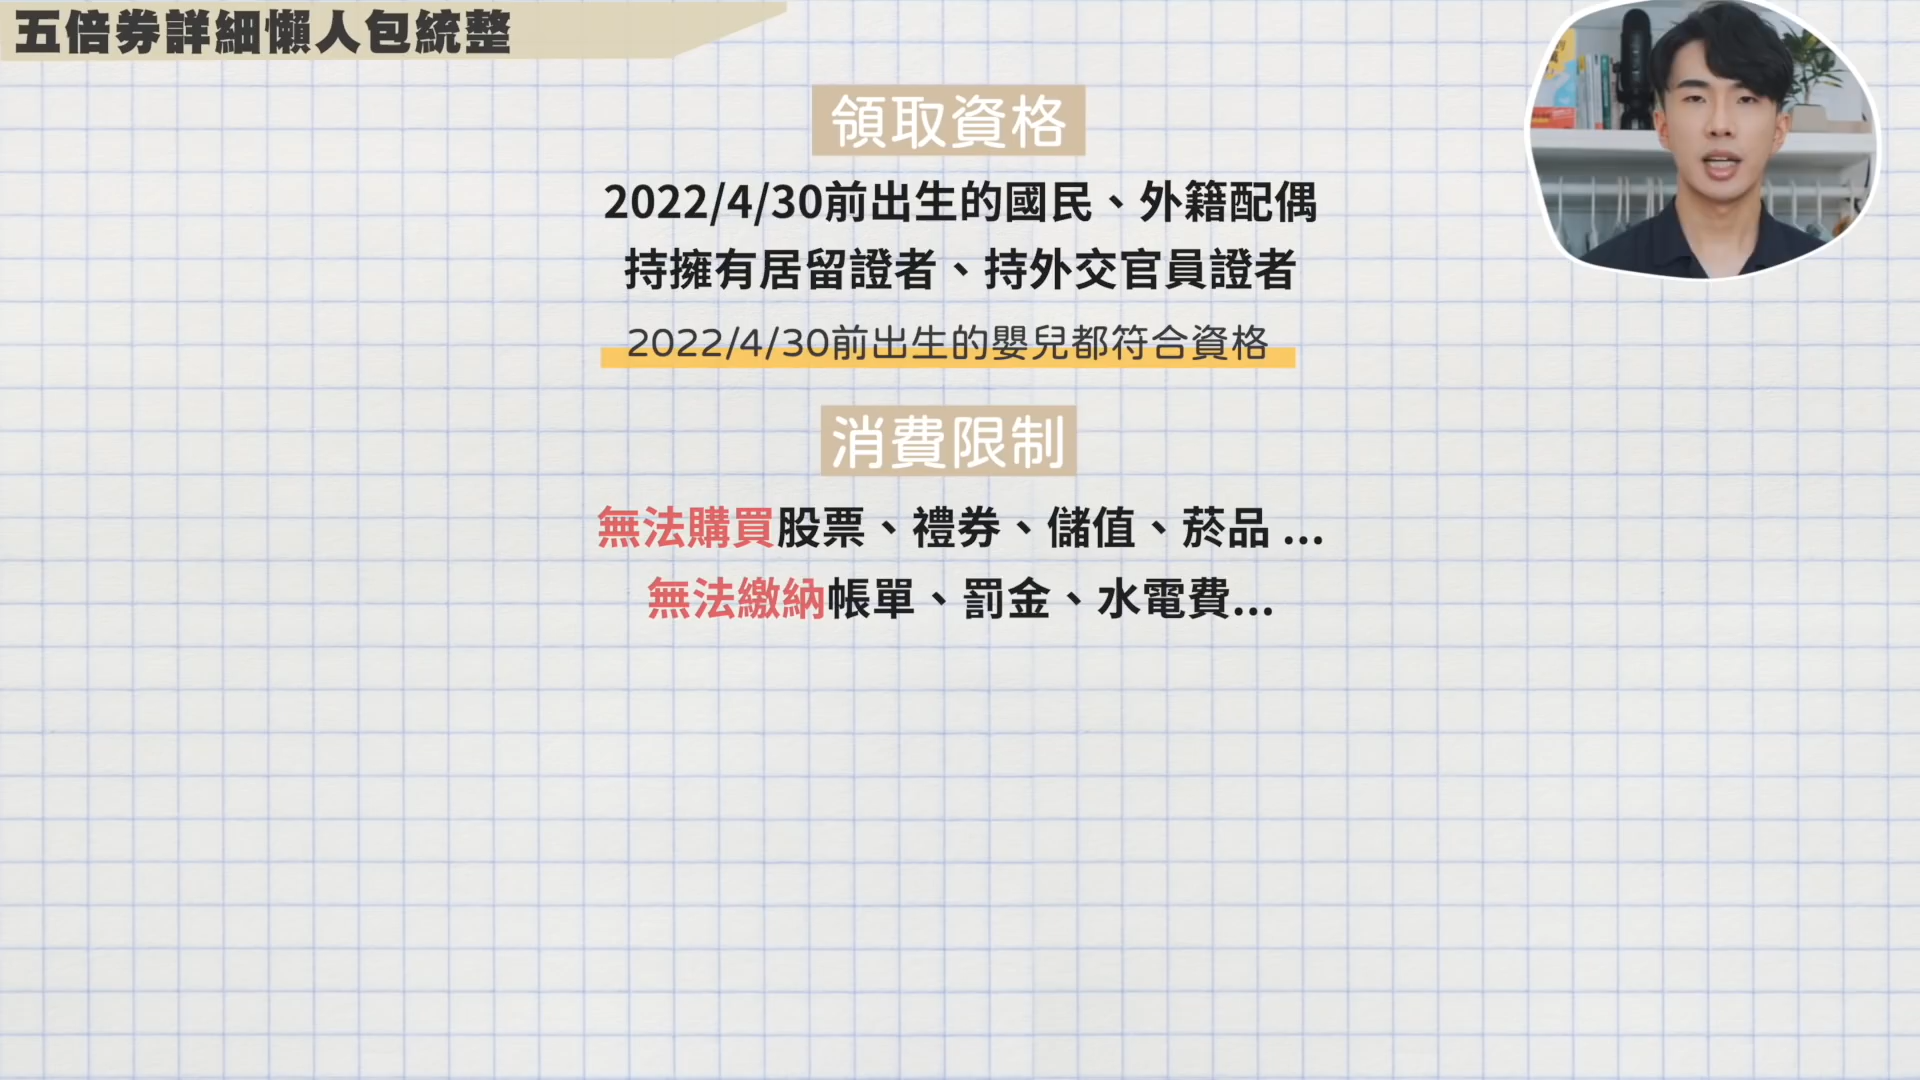 五倍券詳細懶人包統整
領取資格
2022/4/30前出生的國民、外籍配偶
持擁有居留證者、持外交官員證者
2022/4/30前出生的嬰兒都符合資格
消費限制
無法購買股票、禮券、儲值、菸品 ...
無法繳納帳單、罰金、水電費...